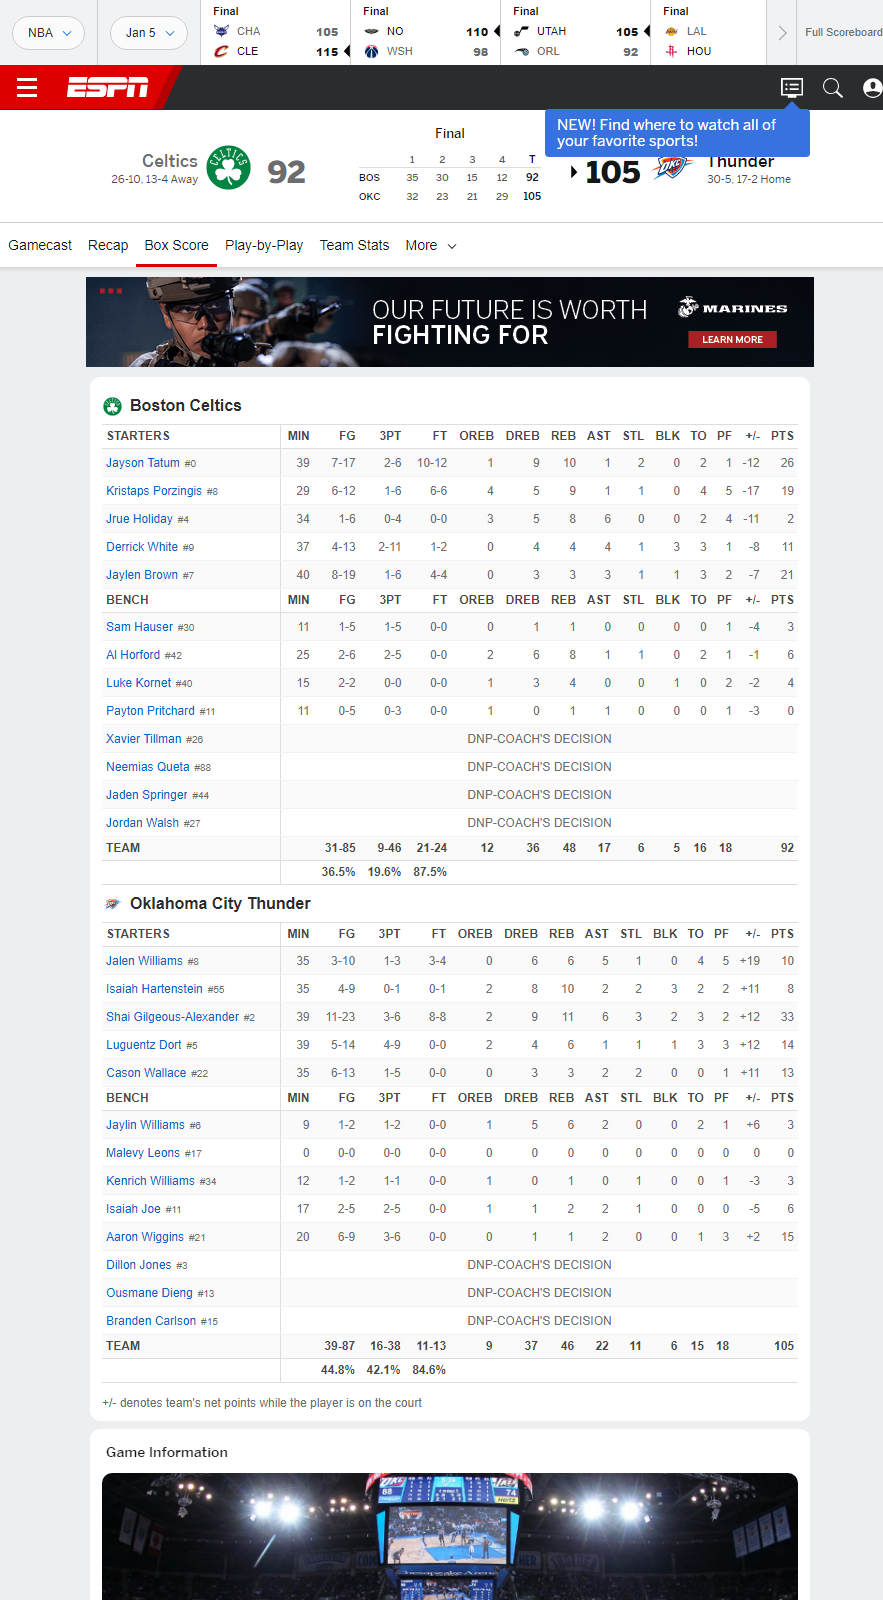 NBA
Jan 5
Final
CHA 105
CLE 115
Final
NO 110
WSH 98
Final
UTAH 105
ORL 92
Final
LAL
HOU
Full Scoreboard
ESPN
NEW! Find where to watch all of
your favorite sports!
Final
Celtics
26-10, 13-4 Away
CELTICS
92
1 2 3 4 T
BOS 35 30 15 12 92
OKC 32 23 21 29 105
105
OKC
Thunder
30-5, 17-2 Home
Gamecast Recap Box Score Play-by-Play Team Stats More
OUR FUTURE IS WORTH
FIGHTING FOR
MARINES
LEARN MORE
Boston Celtics
STARTERS MIN FG 3PT FT OREB DREB REB AST STL BLK TO PF +/- PTS
Jayson Tatum #0 39 7-17 2-6 10-12 1 9 10 1 2 0 2 1 -12 26
Kristaps Porzingis #8 29 6-12 1-6 6-6 4 5 9 1 1 0 4 5 -17 19
Jrue Holiday #4 34 1-6 0-4 0-0 3 5 8 6 0 0 2 4 -11 2
Derrick White #9 37 4-13 2-11 1-2 0 4 4 4 1 3 3 1 -8 11
Jaylen Brown #7 40 8-19 1-6 4-4 0 3 3 3 1 1 3 2 -7 21
BENCH MIN FG 3PT FT OREB DREB REB AST STL BLK TO PF +/- PTS
Sam Hauser #30 11 1-5 1-5 0-0 0 1 1 0 0 0 0 1 -4 3
Al Horford #42 25 2-6 2-5 0-0 2 6 8 1 1 0 2 1 -1 6
Luke Kornet #40 15 2-2 0-0 0-0 1 3 4 0 0 1 0 2 -2 4
Payton Pritchard #11 11 0-5 0-3 0-0 1 0 1 1 0 0 0 1 -3 0
Xavier Tillman #26 DNP-COACH'S DECISION
Neemias Queta #88 DNP-COACH'S DECISION
Jaden Springer #44 DNP-COACH'S DECISION
Jordan Walsh #27 DNP-COACH'S DECISION
TEAM 31-85 9-46 21-24 12 36 48 17 6 5 16 18 92
36.5% 19.6% 87.5%
Oklahoma City Thunder
STARTERS MIN FG 3PT FT OREB DREB REB AST STL BLK TO PF +/- PTS
Jalen Williams #8 35 3-10 1-3 3-4 0 6 6 5 1 0 4 5 +19 10
Isaiah Hartenstein #55 35 4-9 0-1 0-1 2 8 10 2 2 3 2 2 +11 8
Shai Gilgeous-Alexander #2 39 11-23 3-6 8-8 2 9 11 6 3 2 3 2 +12 33
Luguentz Dort #5 39 5-14 4-9 0-0 2 4 6 1 1 1 3 3 +12 14
Cason Wallace #22 35 6-13 1-5 0-0 0 3 3 2 2 0 0 1 +11 13
BENCH MIN FG 3PT FT OREB DREB REB AST STL BLK TO PF +/- PTS
Jaylin Williams #6 9 1-2 1-2 0-0 1 5 6 2 0 0 2 1 +6 3
Malevy Leons #17 0 0-0 0-0 0-0 0 0 0 0 0 0 0 0 0 0
Kenrich Williams #34 12 1-2 1-1 0-0 1 0 1 0 1 0 0 1 -3 3
Isaiah Joe #11 17 2-5 2-5 0-0 1 1 2 2 1 0 0 0 -5 6
Aaron Wiggins #21 20 6-9 3-6 0-0 0 1 1 2 0 0 1 3 +2 15
Dillon Jones #3 DNP-COACH'S DECISION
Ousmane Dieng #13 DNP-COACH'S DECISION
Branden Carlson #15 DNP-COACH'S DECISION
TEAM 39-87 16-38 11-13 9 37 46 22 11 6 15 18 105
44.8% 42.1% 84.6%
+/- denotes team's net points while the player is on the court
Game Information
OKC
88
74
Hertz
Chesapeake Arena